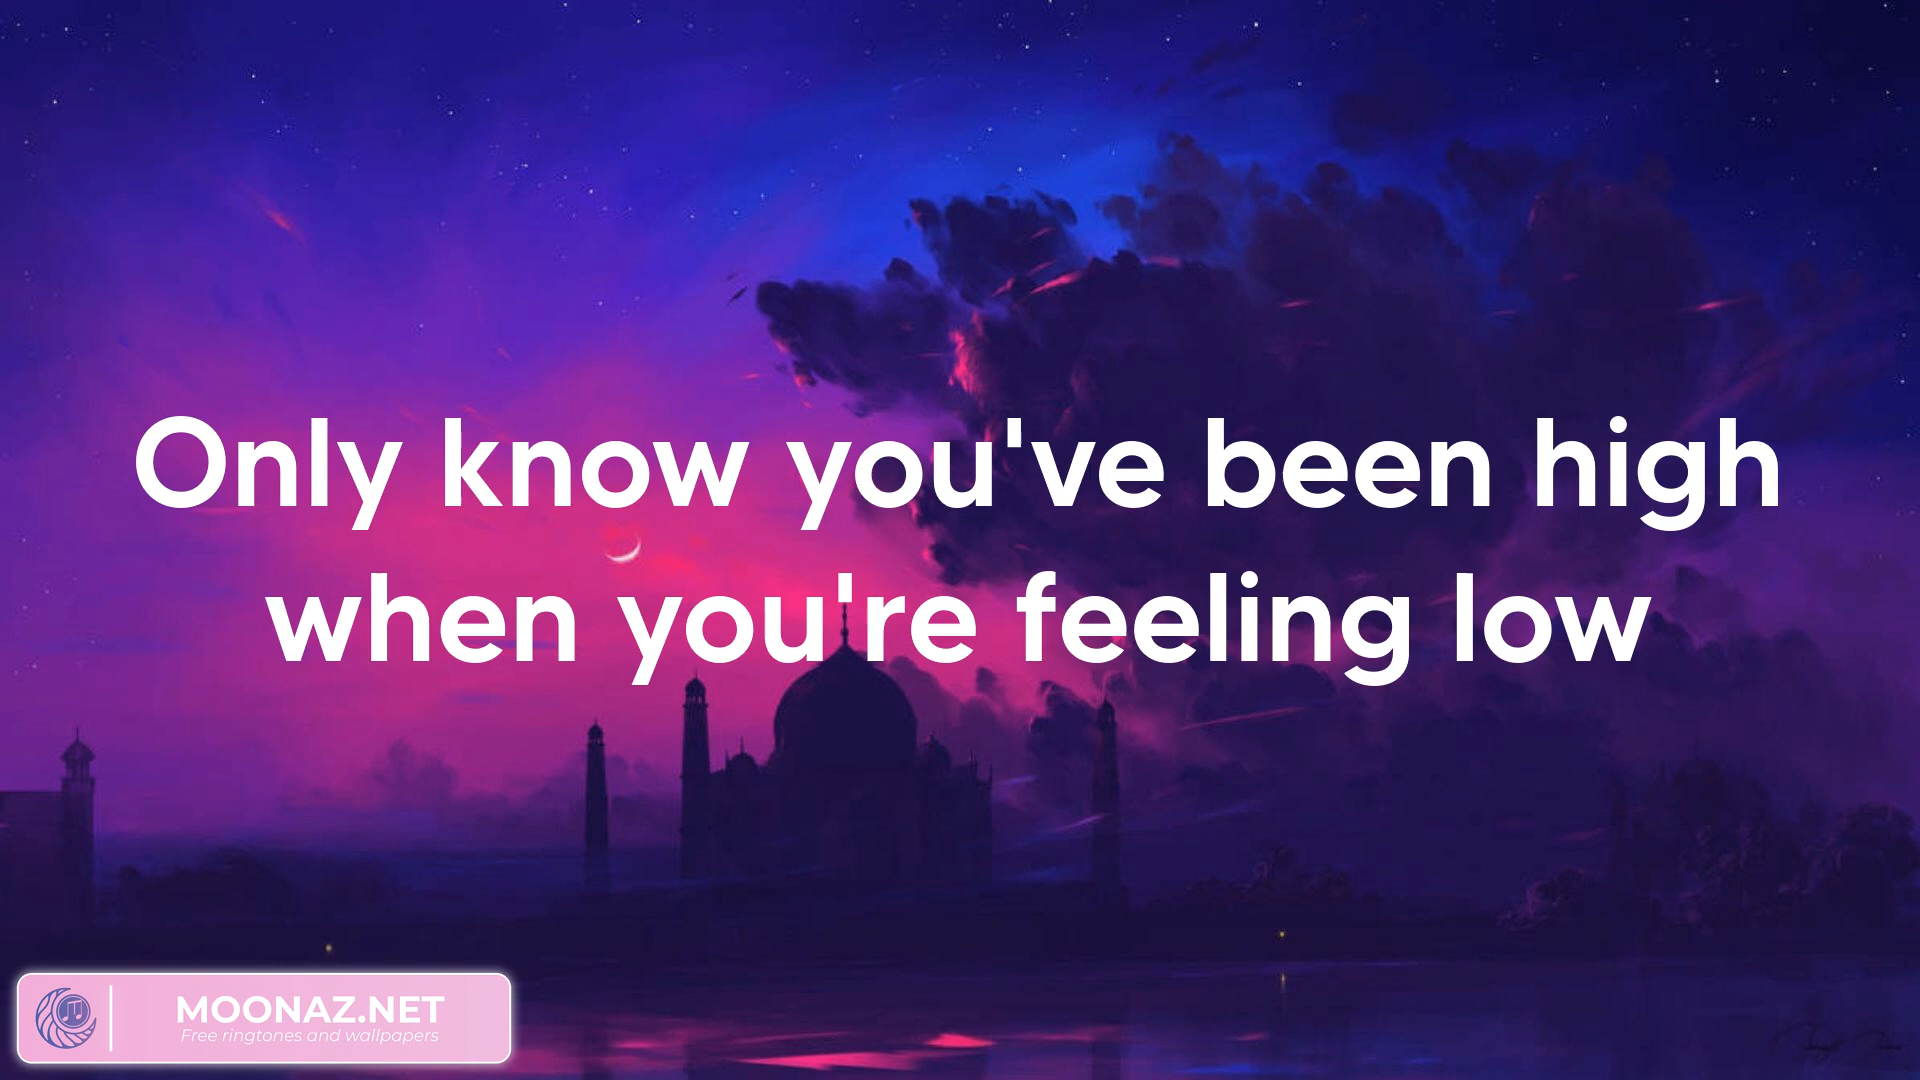 Only know you've been high
when you're feeling low
MOONAZ.NET
Free ringtones and wallpapers